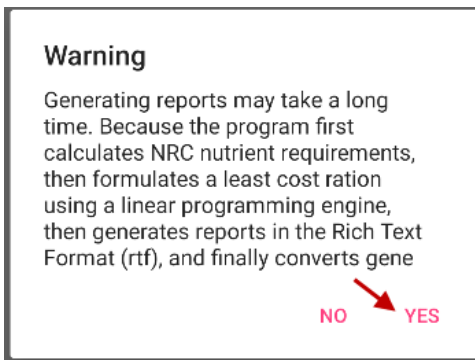 Warning
Generating reports may take a long
time. Because the program first
calculates NRC nutrient requirements,
then formulates a least cost ration
using a linear programming engine,
then generates reports in the Rich Text
Format (rtf), and finally converts gene
NO YES